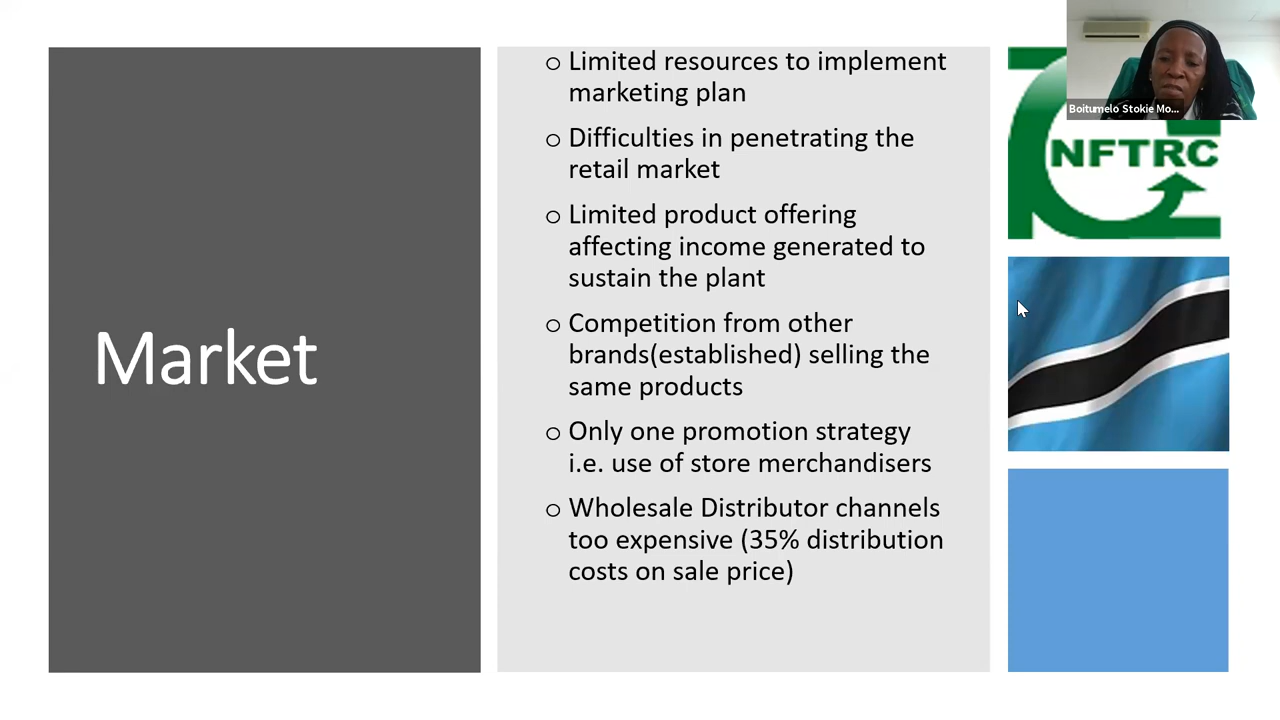 Market
o Limited resources to implement
marketing plan
o Difficulties in penetrating the
retail market
o Limited product offering
affecting income generated to
sustain the plant
o Competition from other
brands(established) selling the
same products
o Only one promotion strategy
i.e. use of store merchandisers
o Wholesale Distributor channels
too expensive (35% distribution
costs on sale price)
Boitumelo Stokie Mo...
NFTRC